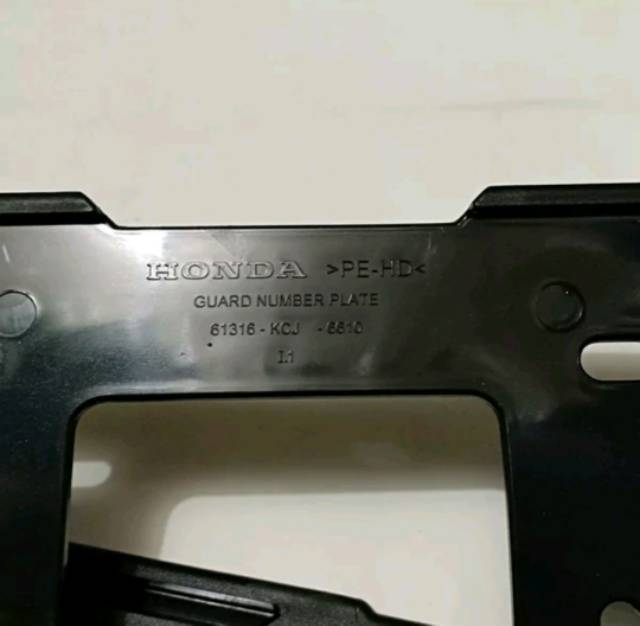 HONDA >PE-HD<
GUARD NUMBER PLATE
61316 - KCJ - 6610
I.1